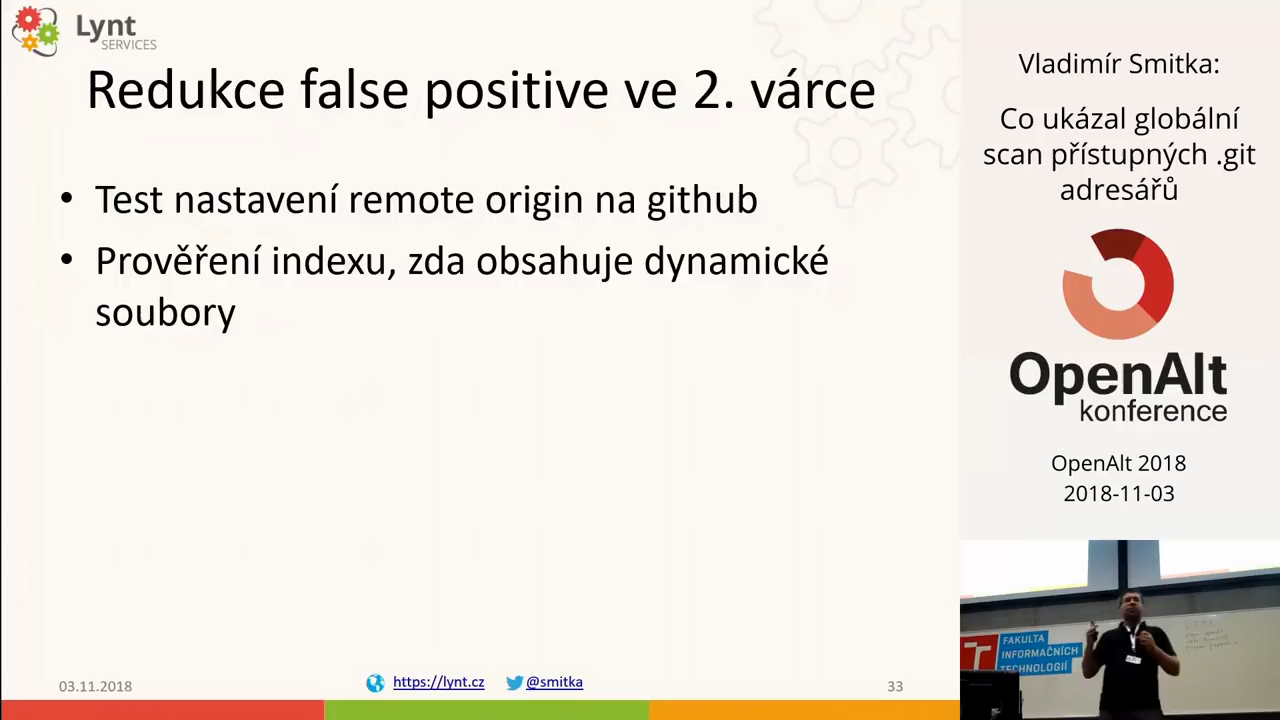 Lynt
SERVICES
Redukce false positive ve 2. várce
• Test nastavení remote origin na github
• Prověření indexu, zda obsahuje dynamické
soubory
03.11.2018
https://lynt.cz
@smitka
33
Vladimír Smitka:
Co ukázal globální
scan přístupných .git
adresářů
OpenAlt
konference
OpenAlt 2018
2018-11-03
FAKULTA
INFORMAČNÍCH
TECHNOLOGIÍ